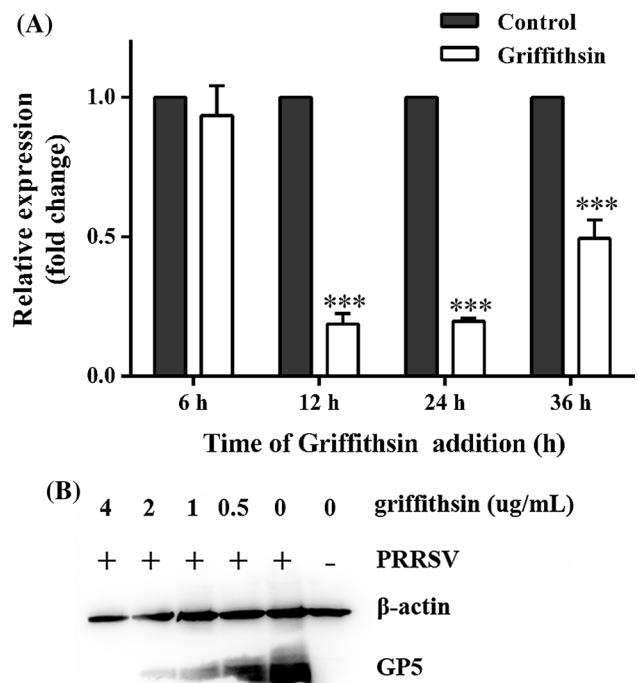 (A)
Control
Griffithsin
Relative expression
(fold change)
1.0
0.5
0.0
***
***
***
6 h 12 h 24 h 36 h
Time of Griffithsin addition (h)
(B)
4 2 1 0.5 0 0 griffithsin (ug/mL)
+ + + + + - PRRSV
β-actin
GP5